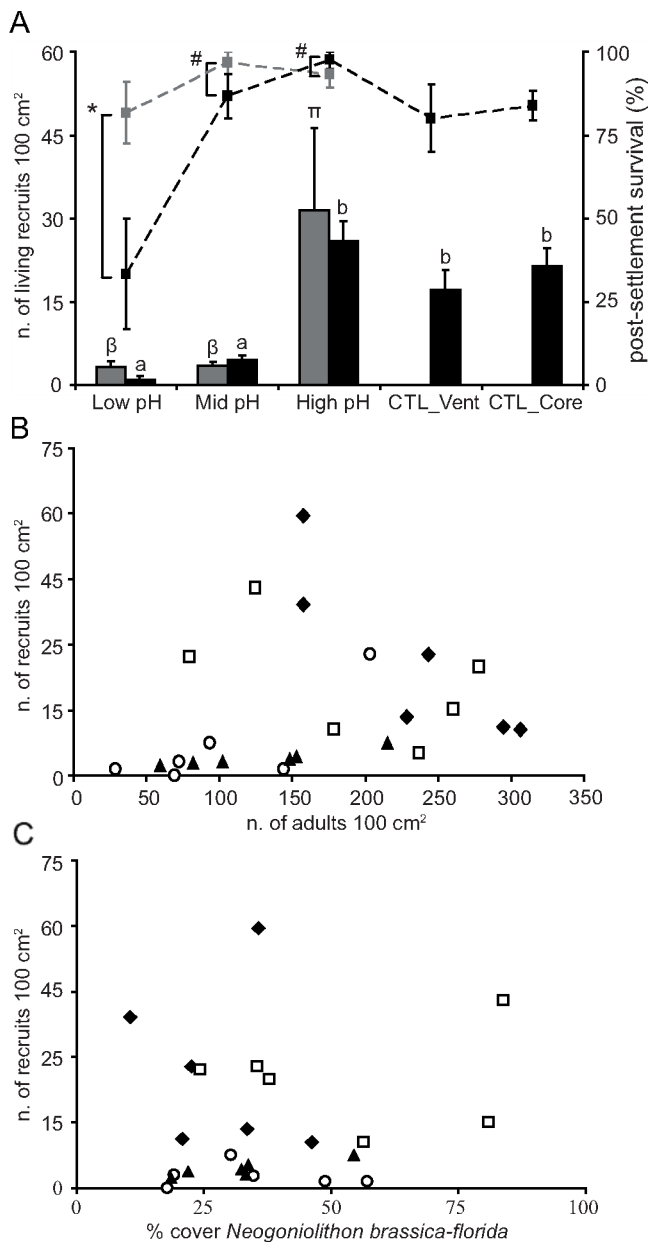 A
60
45
30
15
0
n. of living recruits 100 cm²
100
75
50
25
0
post-settlement survival (%)
*
#
#
π
β
a
β
a
b
b
b
Low pH
Mid pH
High pH
CTL_Vent
CTL_Core
B
75
60
45
25
15
0
n. of recruits 100 cm²
0
50
100
150
200
250
300
350
n. of adults 100 cm²
C
75
60
45
25
15
0
n. of recruits 100 cm²
0
25
50
75
100
% cover Neogoniolithon brassica-florida